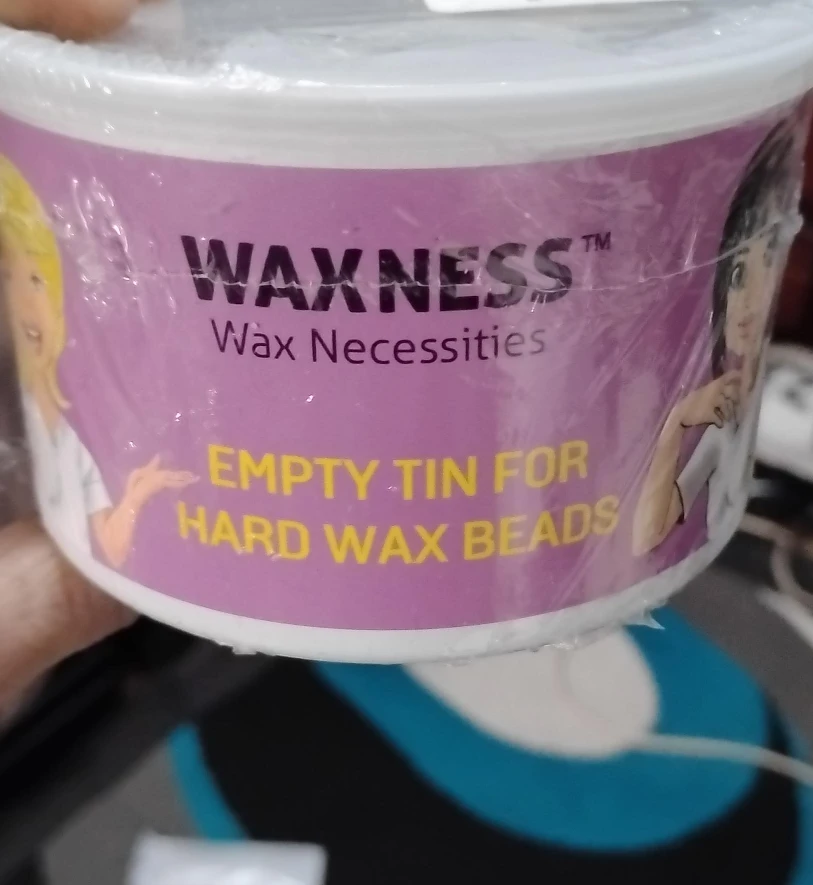 WAXNESS™
Wax Necessities
EMPTY TIN FOR
HARD WAX BEADS